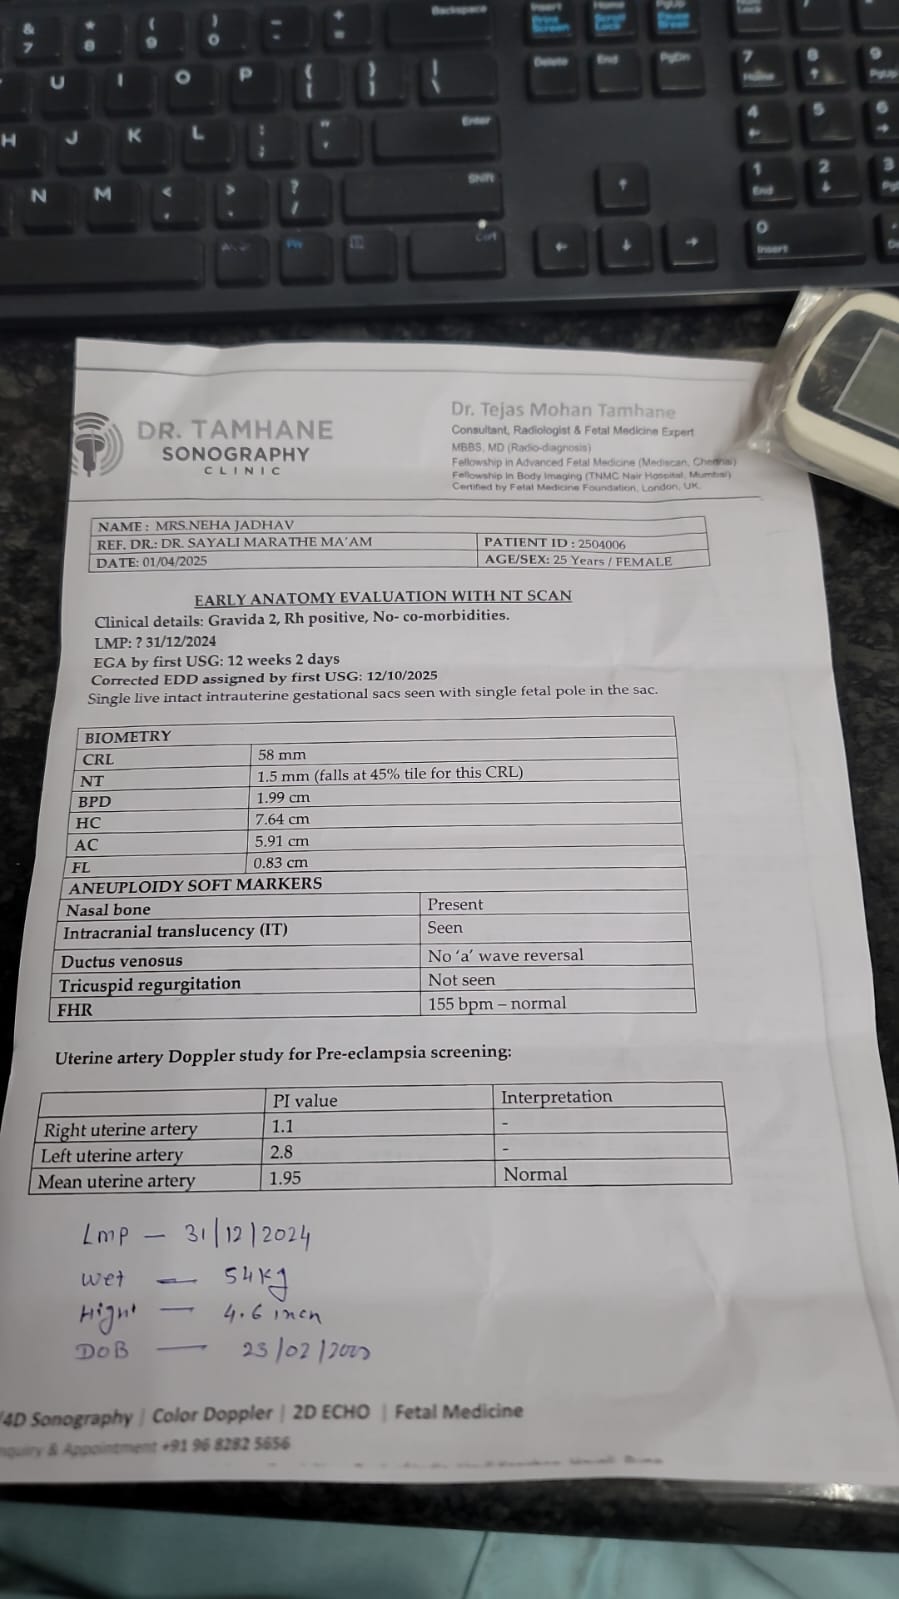 DR. TAMHANE
SONOGRAPHY
CLINIC
Dr. Tejas Mohan Tamhane
Consultant, Radiologist & Fetal Medicine Expert
MBBS, MD (Radio-diagnosis)
Fellowship in Advanced Fetal Medicine (Mediscan, Chennai)
Fellowship in Body Imaging (TNMC Nair Hospital, Mumbai)
Certified by Fetal Medicine Foundation, London, UK.
NAME : MRS.NEHA JADHAV
REF. DR.: DR. SAYALI MARATHE MA'AM
PATIENT ID : 2504006
DATE: 01/04/2025
AGE/SEX: 25 Years / FEMALE
EARLY ANATOMY EVALUATION WITH NT SCAN
Clinical details: Gravida 2, Rh positive, No- co-morbidities.
LMP: ? 31/12/2024
EGA by first USG: 12 weeks 2 days
Corrected EDD assigned by first USG: 12/10/2025
Single live intact intrauterine gestational sacs seen with single fetal pole in the sac.
BIOMETRY
CRL 58 mm
NT 1.5 mm (falls at 45% tile for this CRL)
BPD 1.99 cm
HC 7.64 cm
AC 5.91 cm
FL 0.83 cm
ANEUPLOIDY SOFT MARKERS
Nasal bone Present
Intracranial translucency (IT) Seen
Ductus venosus No 'a' wave reversal
Tricuspid regurgitation Not seen
FHR 155 bpm – normal
Uterine artery Doppler study for Pre-eclampsia screening:
PI value Interpretation
Right uterine artery 1.1 -
Left uterine artery 2.8 -
Mean uterine artery 1.95 Normal
LMP — 31/12/2024
Wet — 54Kg
Hight — 4.6 inch
DOB — 23/02/2000
/4D Sonography | Color Doppler | 2D ECHO | Fetal Medicine
nquiry & Appointment +91 96 8282 5656